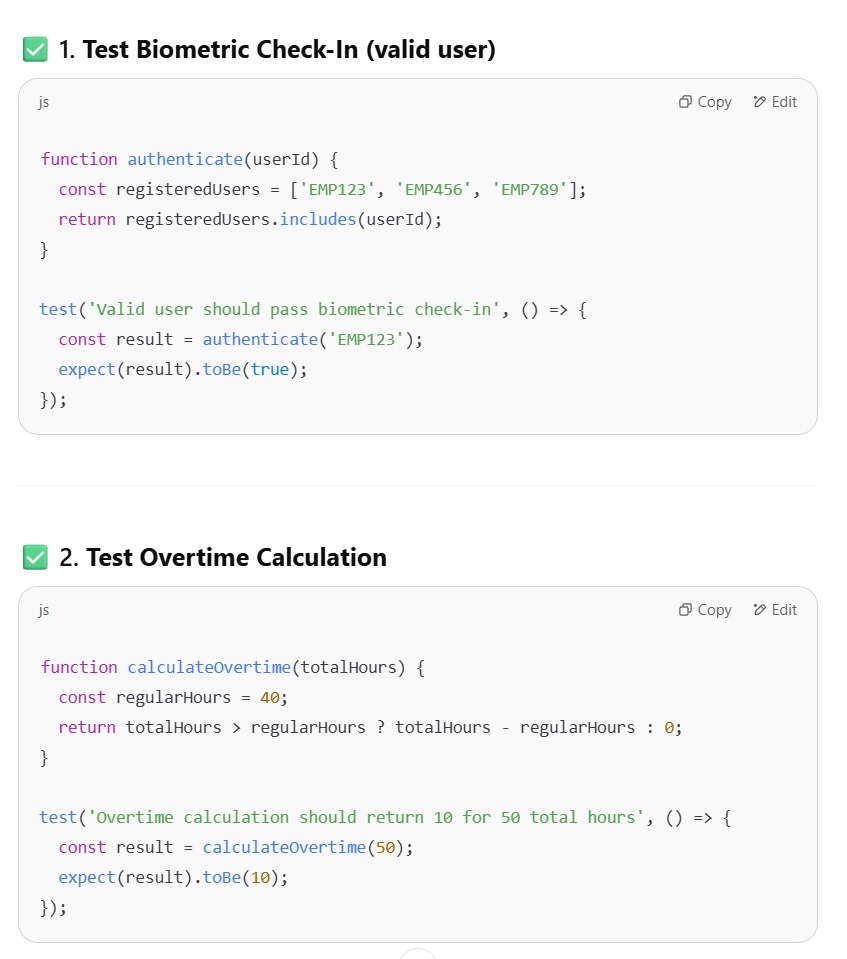 ✅ 1. Test Biometric Check-In (valid user)
js Copy Edit
function authenticate(userId) {
  const registeredUsers = ['EMP123', 'EMP456', 'EMP789'];
  return registeredUsers.includes(userId);
}

test('Valid user should pass biometric check-in', () => {
  const result = authenticate('EMP123');
  expect(result).toBe(true);
});

✅ 2. Test Overtime Calculation
js Copy Edit
function calculateOvertime(totalHours) {
  const regularHours = 40;
  return totalHours > regularHours ? totalHours - regularHours : 0;
}

test('Overtime calculation should return 10 for 50 total hours', () => {
  const result = calculateOvertime(50);
  expect(result).toBe(10);
});